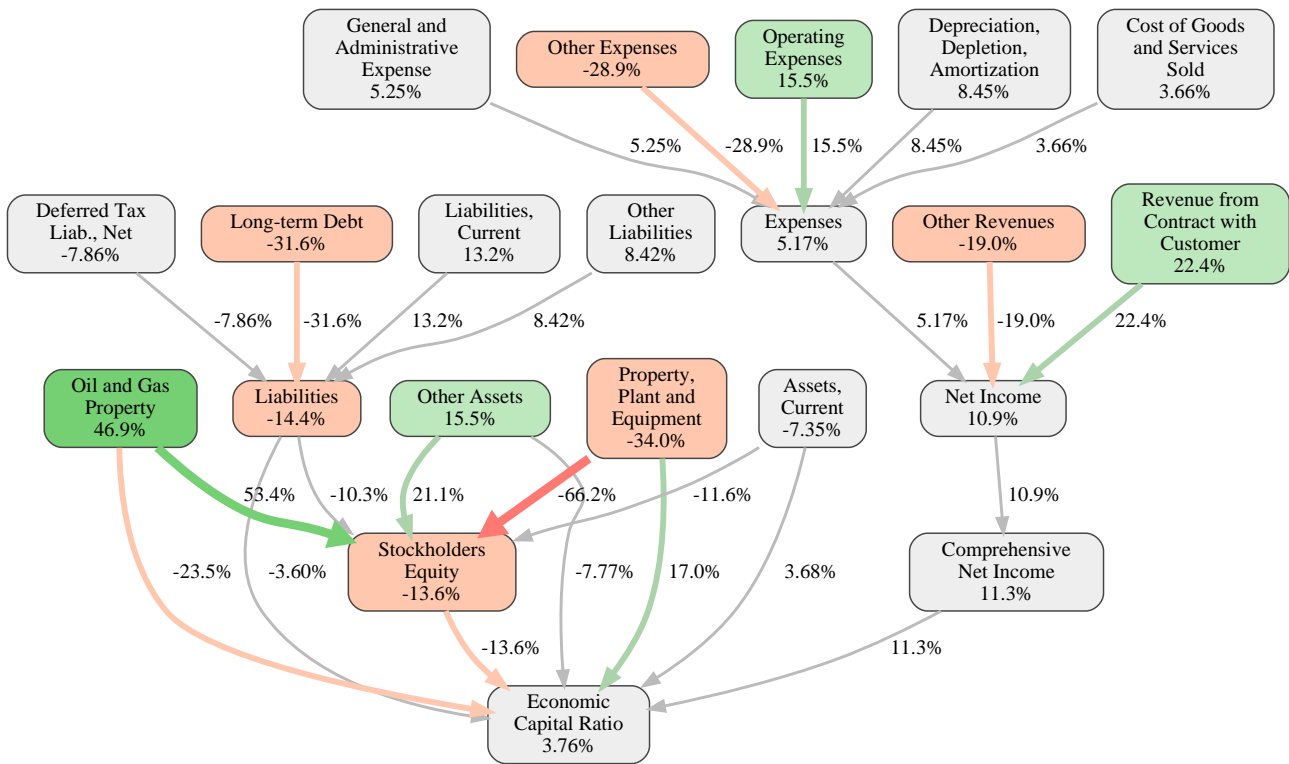 General and
and Administrative
Expense
5.25%
Other Expenses
-28.9%
Operating
Expenses
15.5%
Depreciation,
Depletion,
Amortization
8.45%
Cost of Goods
and Services
Sold
3.66%
5.25%
-28.9%
15.5%
8.45%
3.66%
Deferred Tax
Liab., Net
-7.86%
Long-term Debt
-31.6%
Liabilities,
Current
13.2%
Other
Liabilities
8.42%
Expenses
5.17%
Other Revenues
-19.0%
Revenue from
Contract with
Customer
22.4%
-7.86%
-31.6%
13.2%
8.42%
5.17%
-19.0%
22.4%
Oil and Gas
Property
46.9%
Liabilities
-14.4%
Other Assets
15.5%
Property,
Plant and
Equipment
-34.0%
Assets,
Current
-7.35%
Net Income
10.9%
53.4%
-10.3%
21.1%
-66.2%
-11.6%
10.9%
Stockholders
Equity
-13.6%
Comprehensive
Net Income
11.3%
-23.5%
-3.60%
-7.77%
17.0%
3.68%
-13.6%
11.3%
Economic
Capital Ratio
3.76%